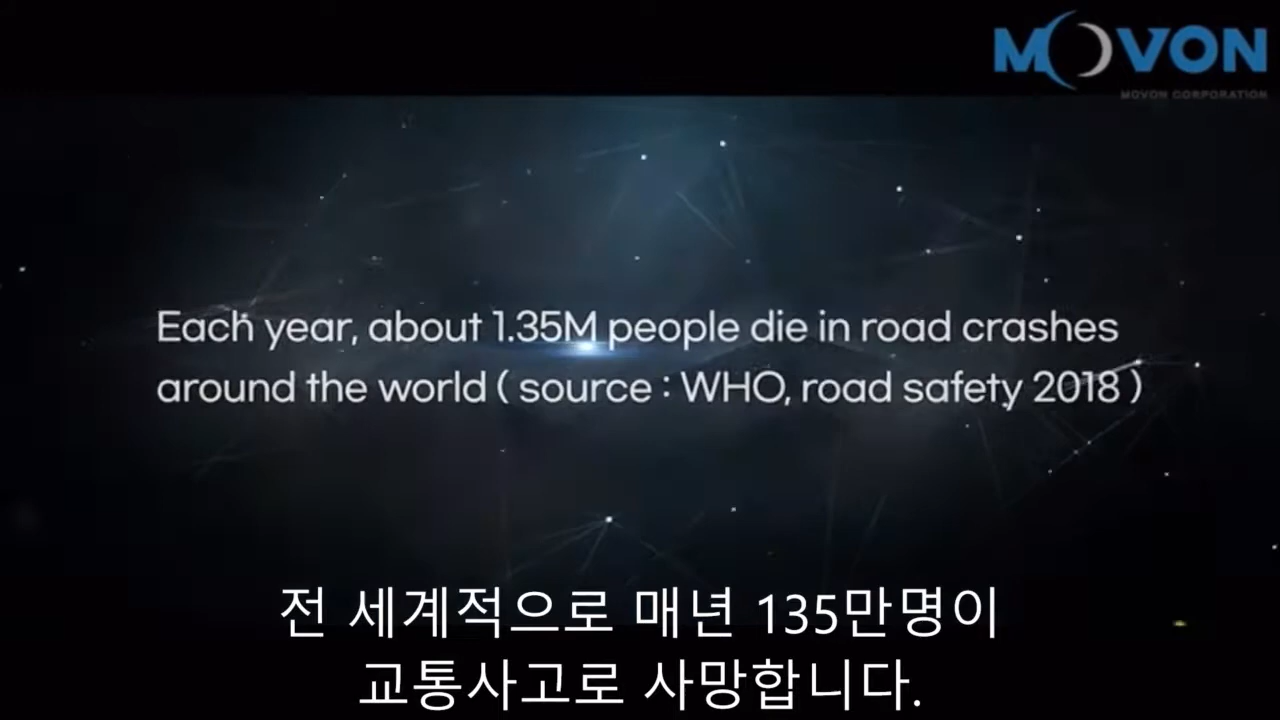 MOVON
MOVON CORPORATION
Each year, about 1.35M people die in road crashes
around the world ( source : WHO, road safety 2018 )
전 세계적으로 매년 135만명이
교통사고로 사망합니다.